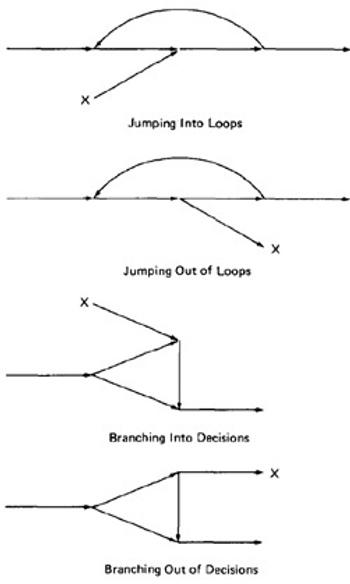 X
Jumping Into Loops
X
Jumping Out of Loops
X
Branching Into Decisions
X
Branching Out of Decisions